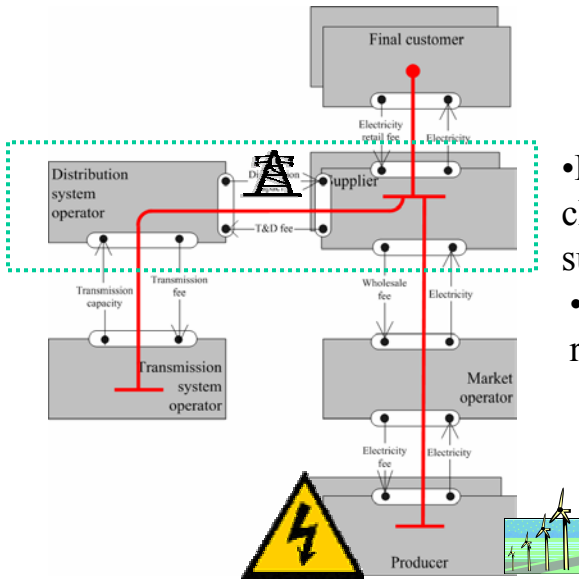 Final customer
Electricity
retail fee
Electricity
Distribution
system
operator
Supplier
T&D fee
Transmission
capacity
Transmission
fee
Wholesale
fee
Electricity
Transmission
system
operator
Market
operator
Electricity
fee
Electricity
Producer